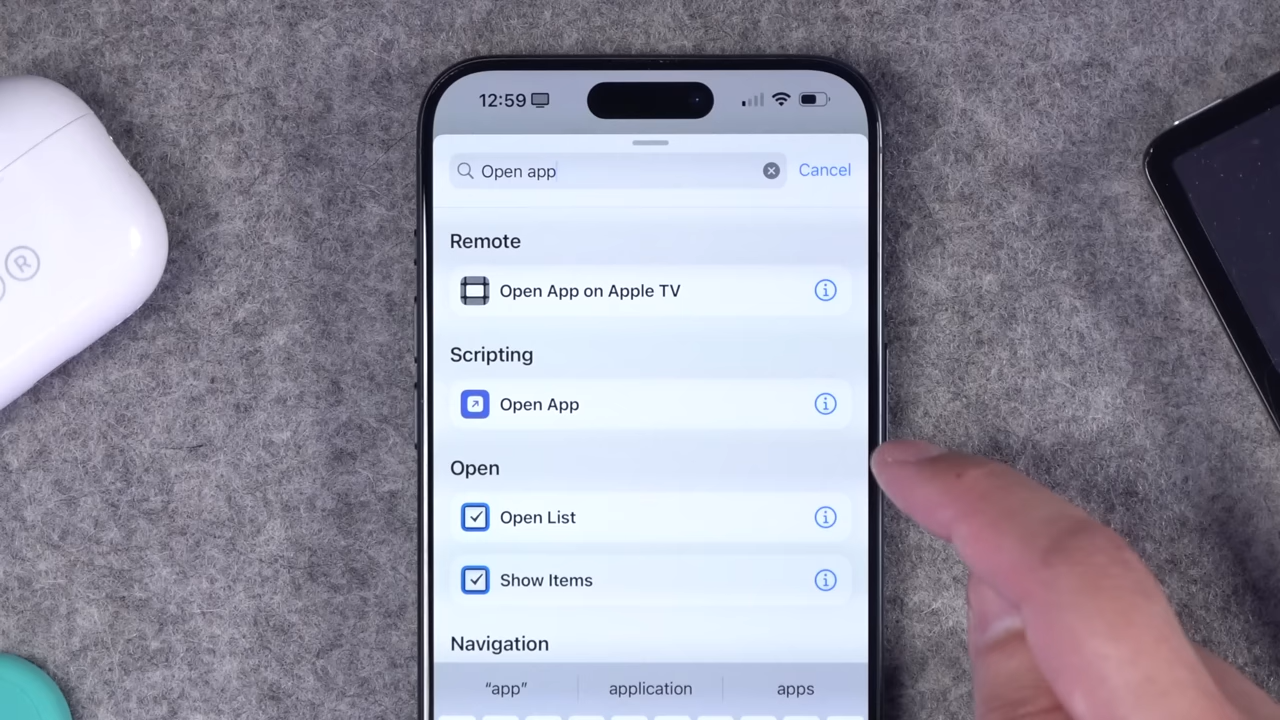 12:59
Open app
Cancel
Remote
Open App on Apple TV
Scripting
Open App
Open
Open List
Show Items
Navigation
“app”
application
apps
R